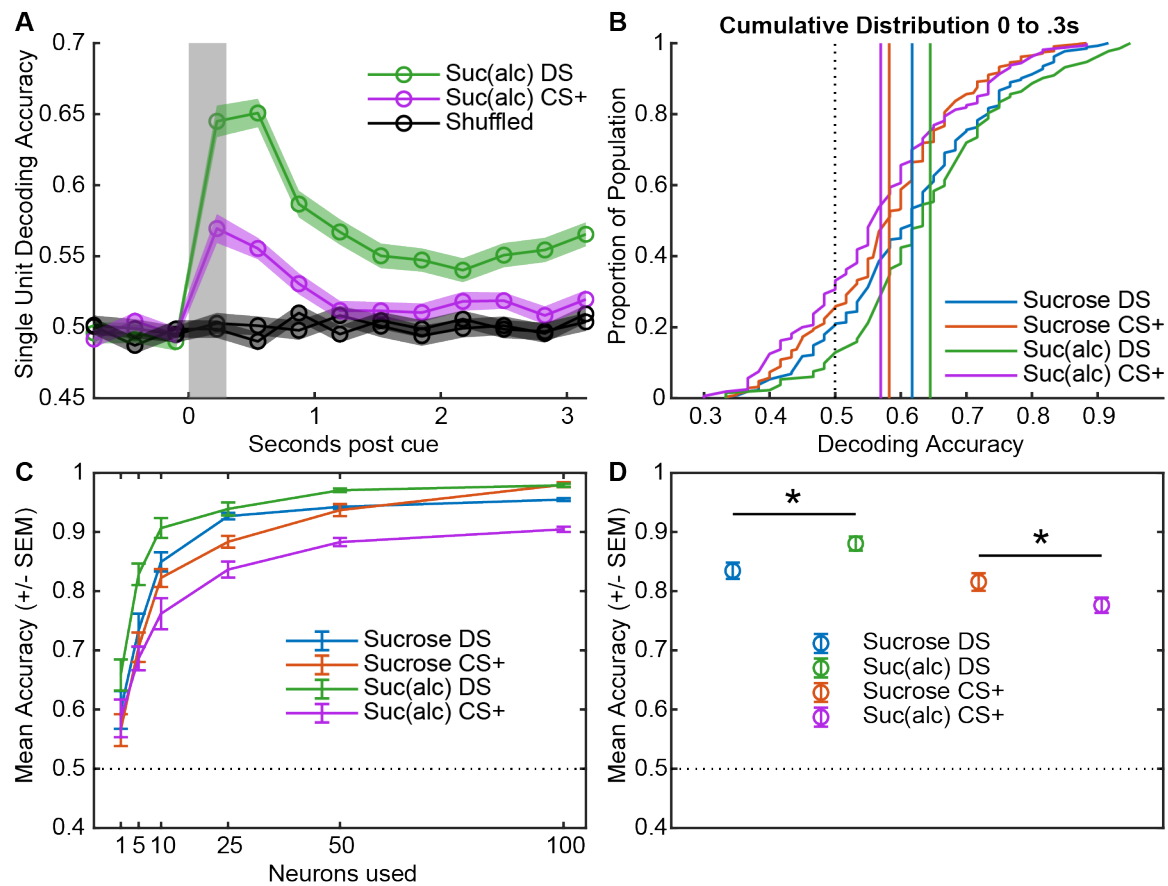 A
Single Unit Decoding Accuracy
0.7
0.65
0.6
0.55
0.5
0.45
0 1 2 3
Seconds post cue
Suc(alc) DS
Suc(alc) CS+
Shuffled
B
Cumulative Distribution 0 to .3s
Proportion of Population
1
0.8
0.6
0.4
0.2
0
0.3 0.4 0.5 0.6 0.7 0.8 0.9
Decoding Accuracy
Sucrose DS
Sucrose CS+
Suc(alc) DS
Suc(alc) CS+
C
Mean Accuracy (+/- SEM)
1
0.9
0.8
0.7
0.6
0.5
0.4
1 5 10 25 50 100
Neurons used
Sucrose DS
Sucrose CS+
Suc(alc) DS
Suc(alc) CS+
D
Mean Accuracy (+/- SEM)
1
0.9
0.8
0.7
0.6
0.5
0.4
*
*
Sucrose DS
Suc(alc) DS
Sucrose CS+
Suc(alc) CS+